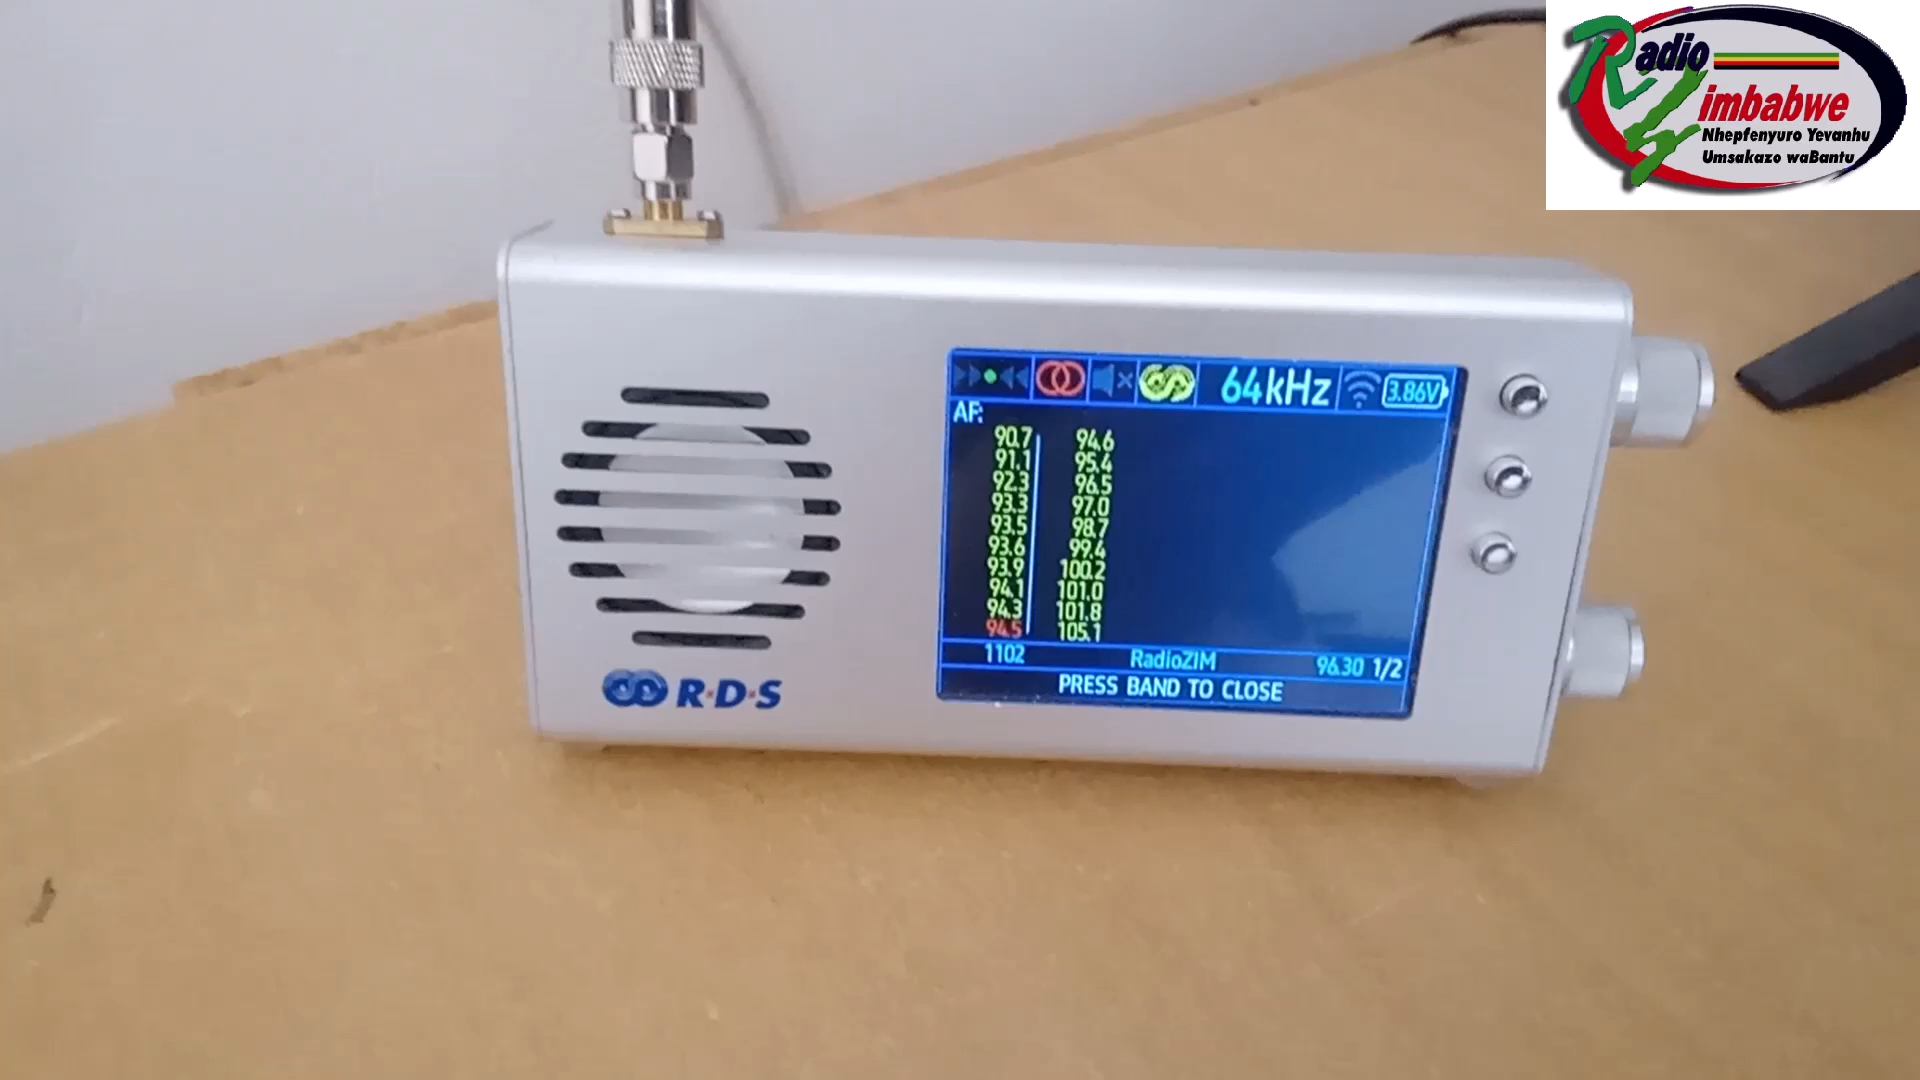 Radio
Zimbabwe
Nhepfenyuro Yevanhu
Umsakazo waBantu
64kHz 3.86V
AF:
90.7 94.6
91.1 95.4
92.3 96.5
93.3 97.0
93.5 98.7
93.6 99.4
93.9 100.2
94.1 101.0
94.3 101.8
94.5 105.1
1102 RadioZIM 96.30 1/2
PRESS BAND TO CLOSE
R·D·S